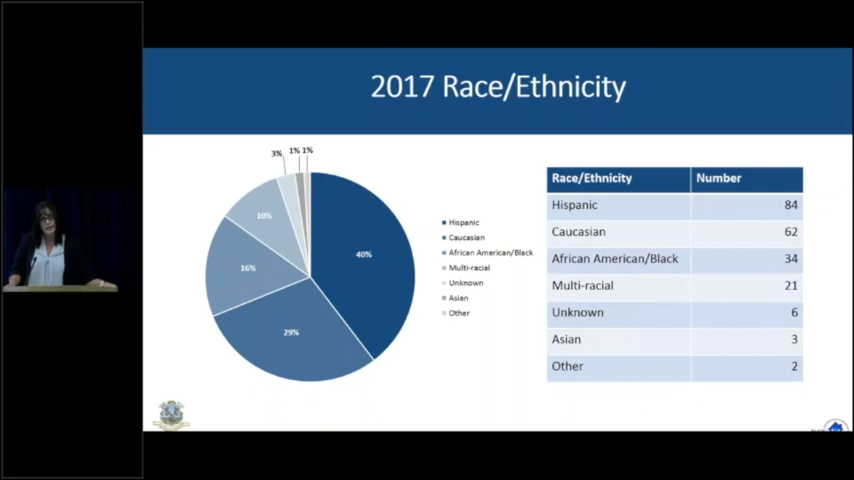 2017 Race/Ethnicity
3%
1%
1%
10%
40%
16%
29%
Hispanic
Caucasian
African American/Black
Multi-racial
Unknown
Asian
Other
Race/Ethnicity Number
Hispanic 84
Caucasian 62
African American/Black 34
Multi-racial 21
Unknown 6
Asian 3
Other 2